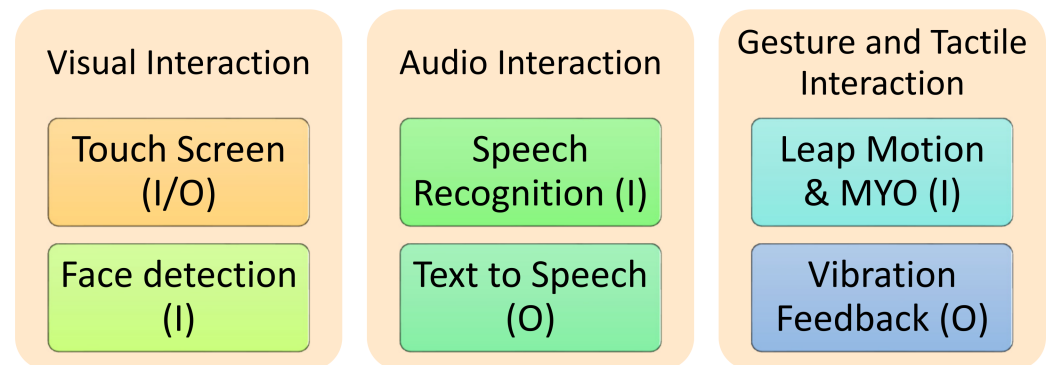 Visual Interaction
Touch Screen
(I/O)
Face detection
(I)
Audio Interaction
Speech
Recognition (I)
Text to Speech
(O)
Gesture and Tactile
Interaction
Leap Motion
& MYO (I)
Vibration
Feedback (O)